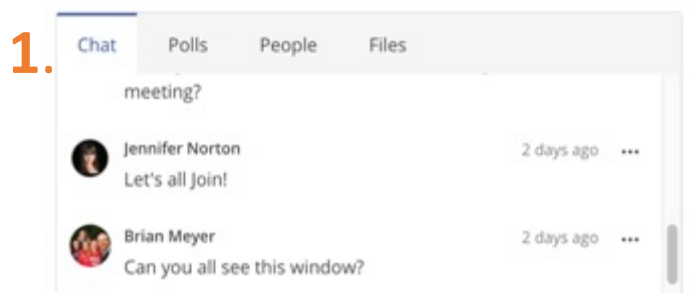 1.
Chat Polls People Files
meeting?
Jennifer Norton 2 days ago ...
Let's all Join!
Brian Meyer 2 days ago ...
Can you all see this window?